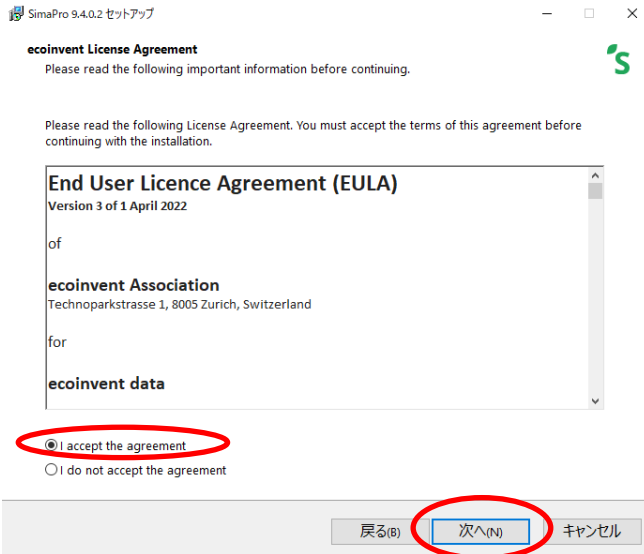 SimaPro 9.4.0.2 セットアップ
ecoinvent License Agreement
Please read the following important information before continuing.
Please read the following License Agreement. You must accept the terms of this agreement before
continuing with the installation.
End User Licence Agreement (EULA)
Version 3 of 1 April 2022
of
ecoinvent Association
Technoparkstrasse 1, 8005 Zurich, Switzerland
for
ecoinvent data
I accept the agreement
I do not accept the agreement
戻る(B)
次へ(N)
キャンセル